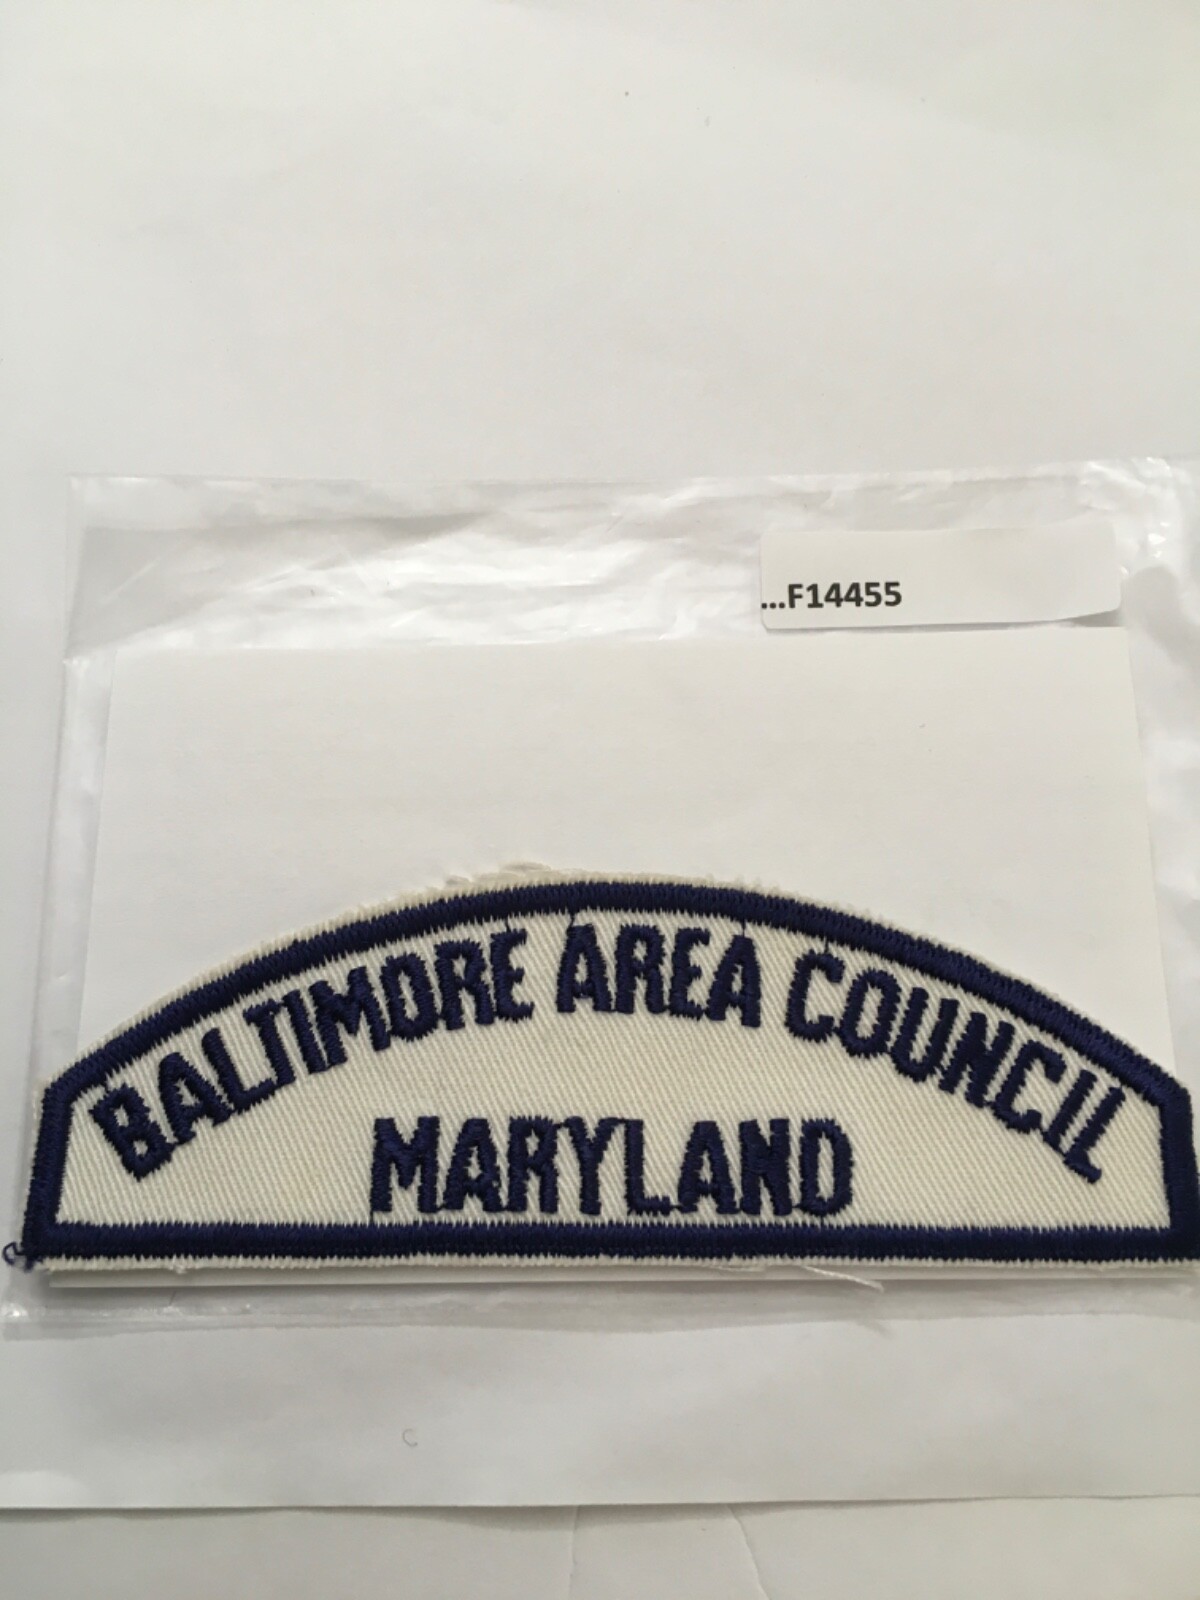 ...F14455
BALTIMORE AREA COUNCIL
MARYLAND